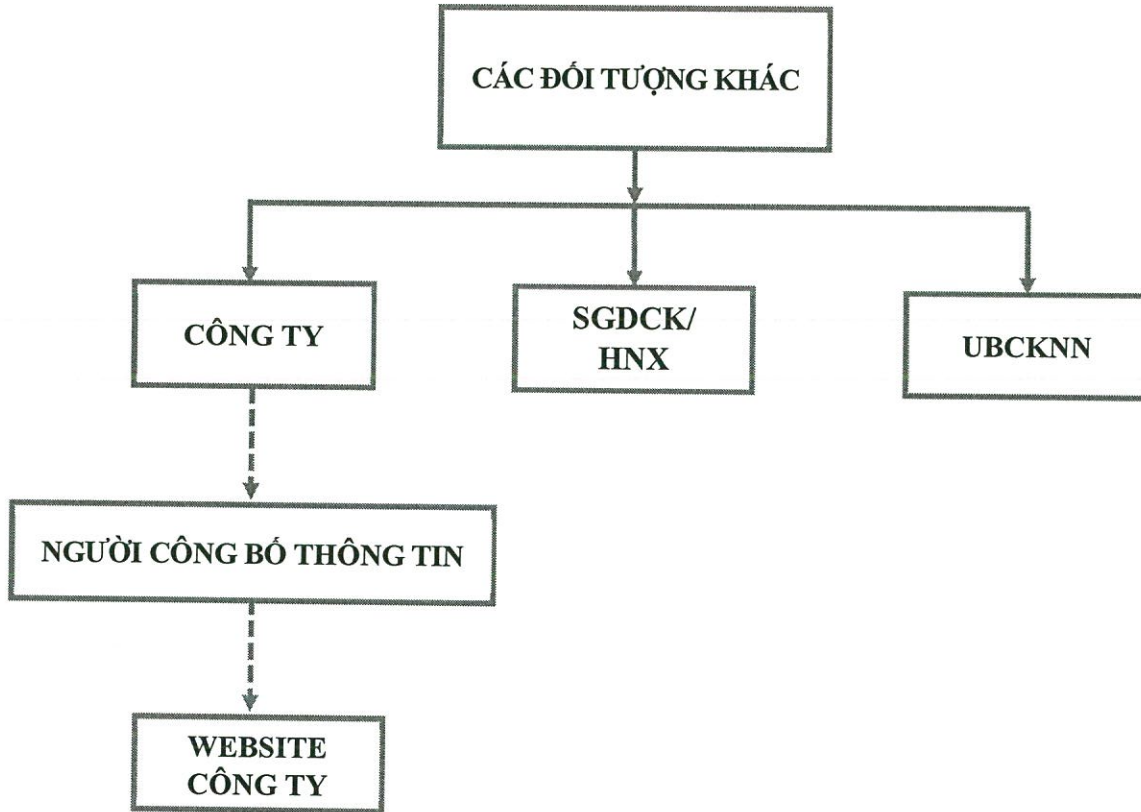 CÁC ĐỐI TƯỢNG KHÁC
CÔNG TY
SGDCK/
HNX
UBCKNN
NGƯỜI CÔNG BỐ THÔNG TIN
WEBSITE
CÔNG TY